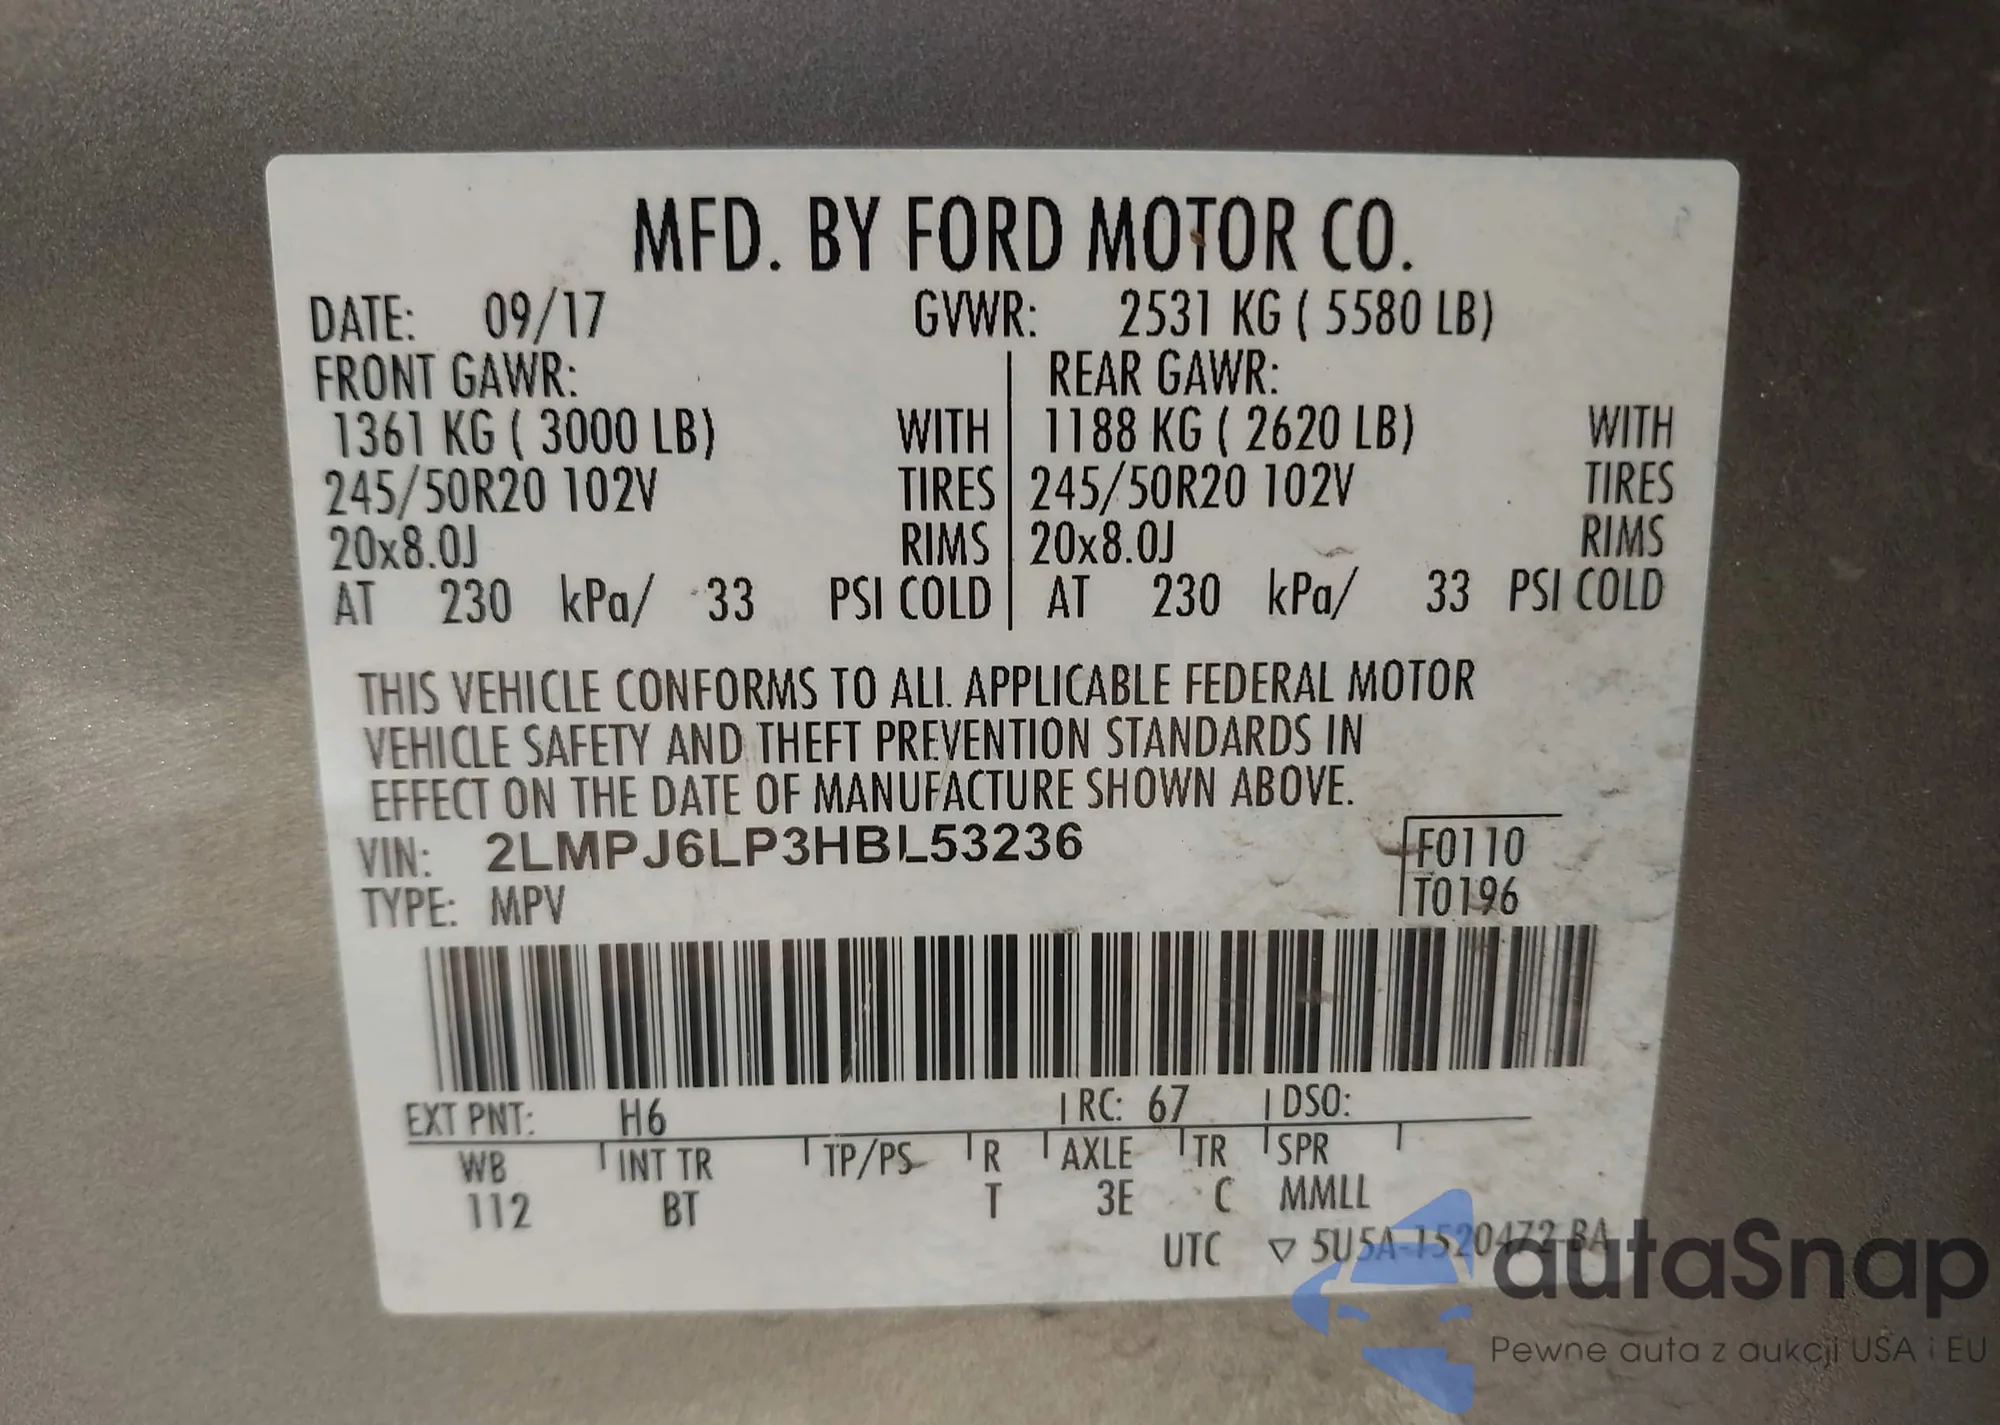 MFD. BY FORD MOTOR CO.
DATE: 09/17 GVWR: 2531 KG ( 5580 LB)
FRONT GAWR: REAR GAWR:
1361 KG ( 3000 LB) WITH 1188 KG ( 2620 LB) WITH
245/50R20 102V TIRES 245/50R20 102V TIRES
20x8.0J RIMS 20x8.0J RIMS
AT 230 kPa/ 33 PSI COLD AT 230 kPa/ 33 PSI COLD
THIS VEHICLE CONFORMS TO ALL APPLICABLE FEDERAL MOTOR
VEHICLE SAFETY AND THEFT PREVENTION STANDARDS IN
EFFECT ON THE DATE OF MANUFACTURE SHOWN ABOVE.
VIN: 2LMPJ6LP3HBL53236 F0110
TYPE: MPV T0196
EXT PNT: H6 RC: 67 DSO:
WB INT TR TP/PS R AXLE TR SPR
112 BT T 3E C MMLL
UTC ▽ 5U5A-1520472-BA
autaSnap
Pewne auta z aukcji USA i EU